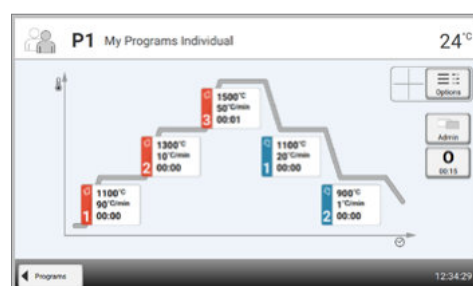 P1 My Programs Individual
24°C
Options
Admin
0
00:15
3
1500°C
50°C/min
00:01
2
1300°C
10°C/min
00:00
1
1100°C
20°C/min
00:00
1
1100°C
90°C/min
00:00
2
900°C
1°C/min
00:00
Programs
12:34:29